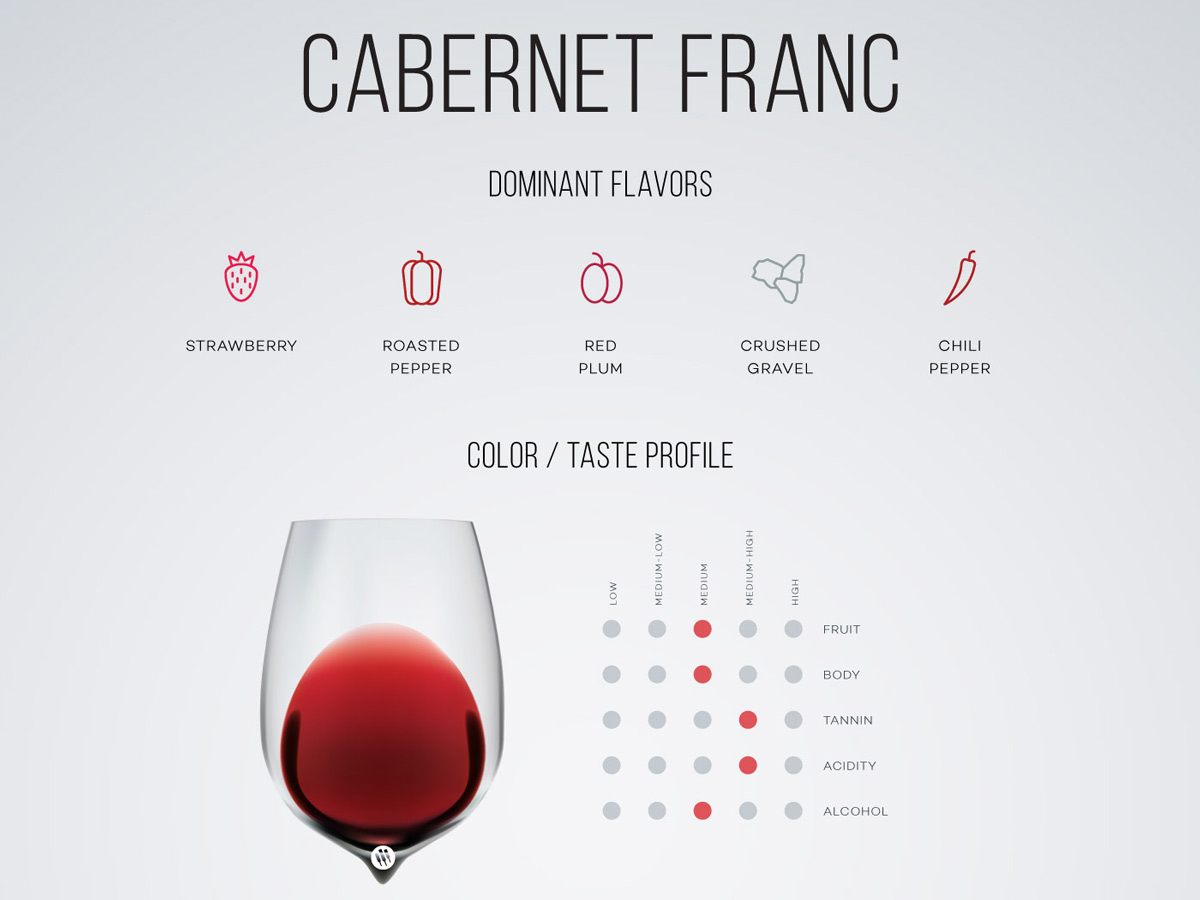 CABERNET FRANC
DOMINANT FLAVORS
STRAWBERRY
ROASTED
PEPPER
RED
PLUM
CRUSHED
GRAVEL
CHILI
PEPPER
COLOR / TASTE PROFILE
LOW
MEDIUM-LOW
MEDIUM
MEDIUM-HIGH
HIGH
FRUIT
BODY
TANNIN
ACIDITY
ALCOHOL